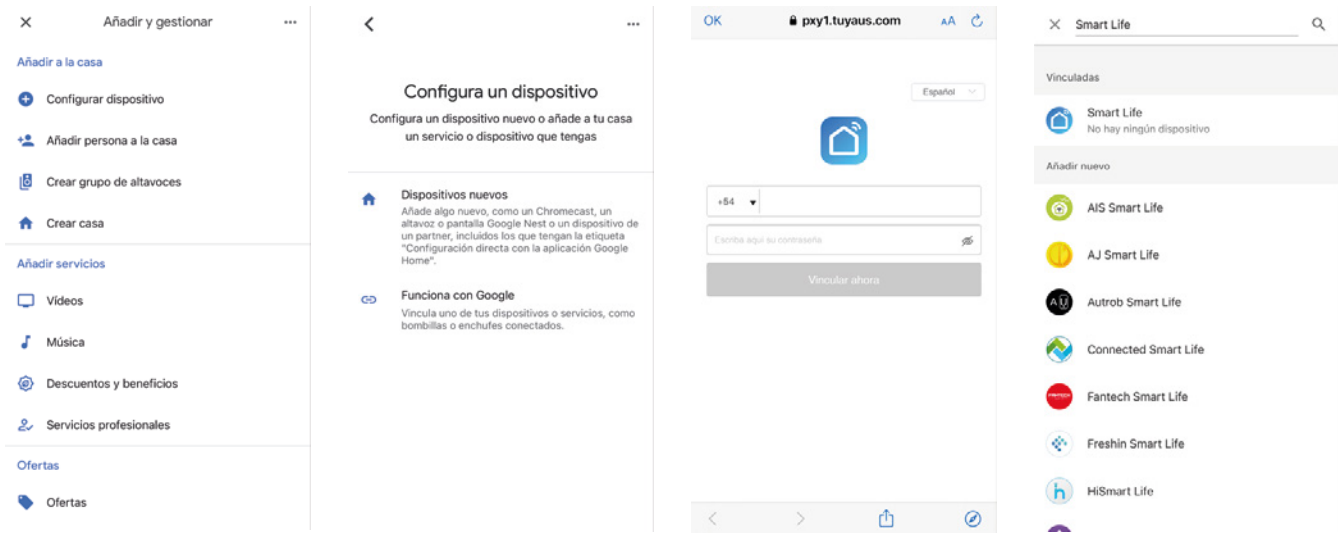 Añadir y gestionar
Añadir a la casa
Configurar dispositivo
Añadir persona a la casa
Crear grupo de altavoces
Crear casa
Añadir servicios
Vídeos
Música
Descuentos y beneficios
Servicios profesionales
Ofertas
Ofertas
Configura un dispositivo
Configura un dispositivo nuevo o añade a tu casa
un servicio o dispositivo que tengas
Dispositivos nuevos
Añade algo nuevo, como un Chromecast, un
altavoz o pantalla Google Nest o un dispositivo de
un partner, incluidos los que tengan la etiqueta
"Configuración directa con la aplicación Google
Home".
Funciona con Google
Vincula uno de tus dispositivos o servicios, como
bombillas o enchufes conectados.
OK pxy1.tuyaus.com AA
Español
+54
Escriba aquí su contraseña
Vincular ahora
Smart Life
Vinculadas
Smart Life
No hay ningún dispositivo
Añadir nuevo
AIS Smart Life
AJ Smart Life
Autrob Smart Life
Connected Smart Life
Fantech Smart Life
Freshin Smart Life
HiSmart Life